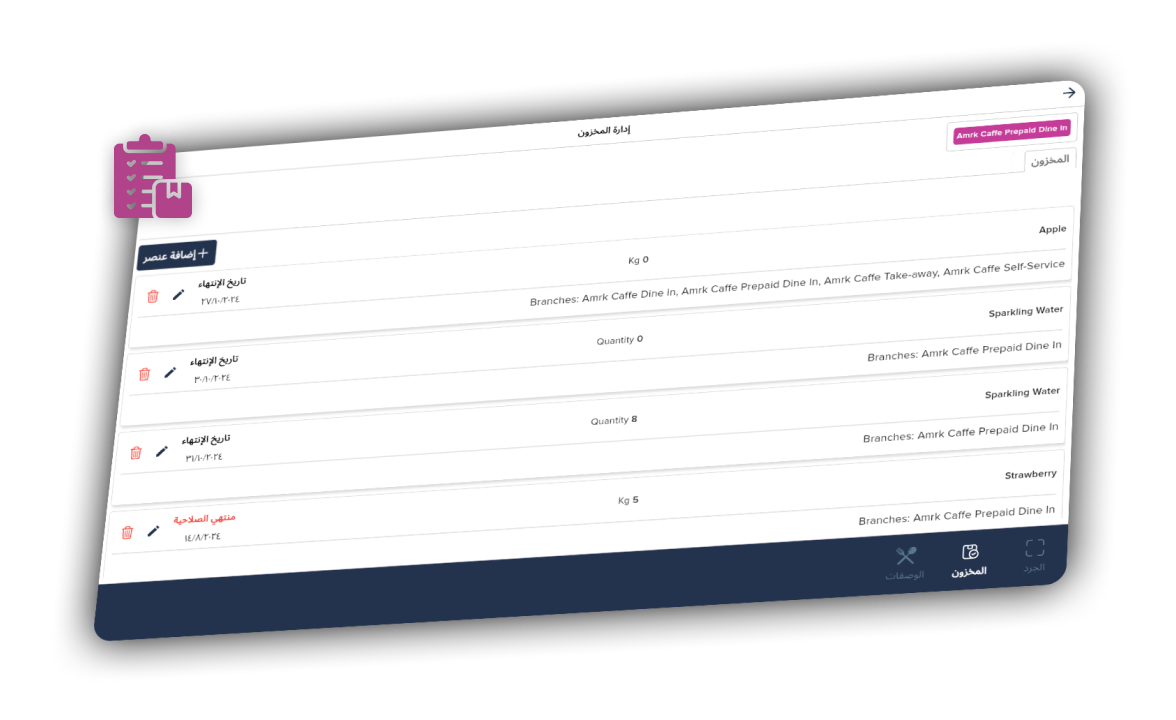 إدارة المخزون
Amrk Caffe Prepaid Dine In
المخزون
+ إضافة عنصر
Apple
Kg 0
تاريخ الإنتهاء
٢٧/١٠/٢٠٢٤
Branches: Amrk Caffe Dine In, Amrk Caffe Prepaid Dine In, Amrk Caffe Take-away, Amrk Caffe Self-Service
Sparkling Water
Quantity 0
تاريخ الإنتهاء
٣٠/١٠/٢٠٢٤
Branches: Amrk Caffe Prepaid Dine In
Sparkling Water
Quantity 8
تاريخ الإنتهاء
٣١/١٠/٢٠٢٤
Branches: Amrk Caffe Prepaid Dine In
Strawberry
Kg 5
منتهي الصلاحية
١٤/٨/٢٠٢٤
Branches: Amrk Caffe Prepaid Dine In
الجرد
المخزون
الوصفات